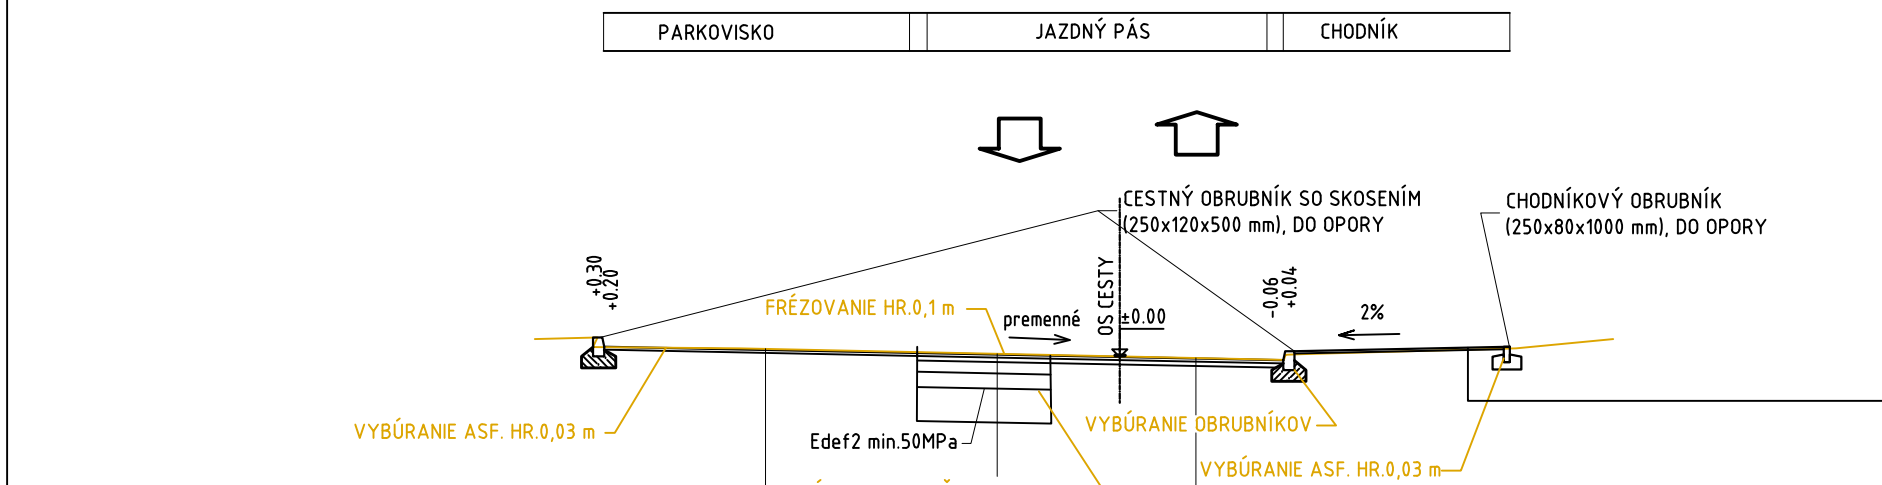 PARKOVISKO
JAZDNÝ PÁS
CHODNÍK
CESTNÝ OBRUBNÍK SO SKOSENÍM
(250x120x500 mm), DO OPORY
CHODNÍKOVÝ OBRUBNÍK
(250x80x1000 mm), DO OPORY
+0.30
+0.20
FRÉZOVANIE HR.0,1 m
premenné
OS CESTY
±0.00
-0.06
+0.04
2%
VYBÚRANIE ASF. HR.0,03 m
Edef2 min.50MPa
VYBÚRANIE OBRUBNÍKOV
VYBÚRANIE ASF. HR.0,03 m